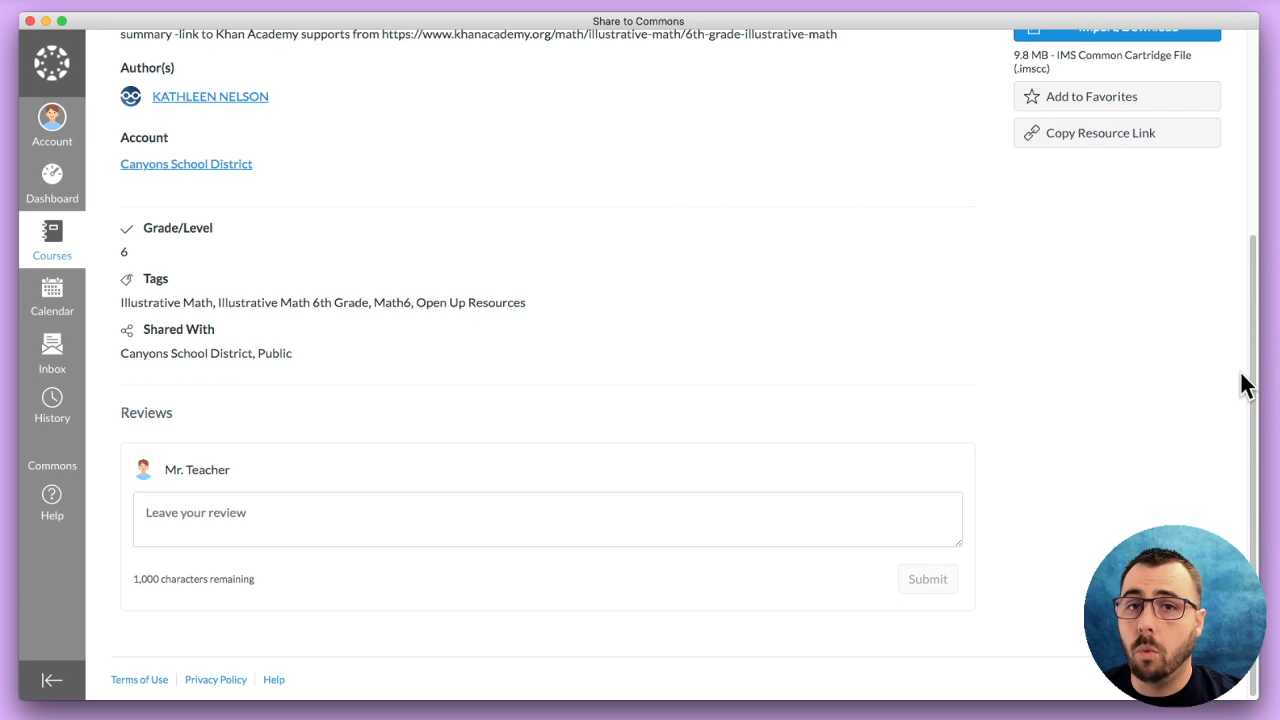 Share to Commons
summary -link to Khan Academy supports from https://www.khanacademy.org/math/illustrative-math/6th-grade-illustrative-math
Import/Download
9.8 MB - IMS Common Cartridge File
(.imscc)
Add to Favorites
Copy Resource Link
Author(s)
KATHLEEN NELSON
Account
Canyons School District
Grade/Level
6
Tags
Illustrative Math, Illustrative Math 6th Grade, Math6, Open Up Resources
Shared With
Canyons School District, Public
Reviews
Mr. Teacher
Leave your review
1,000 characters remaining
Submit
Terms of Use
Privacy Policy
Help
Account
Dashboard
Courses
Calendar
Inbox
History
Commons
Help